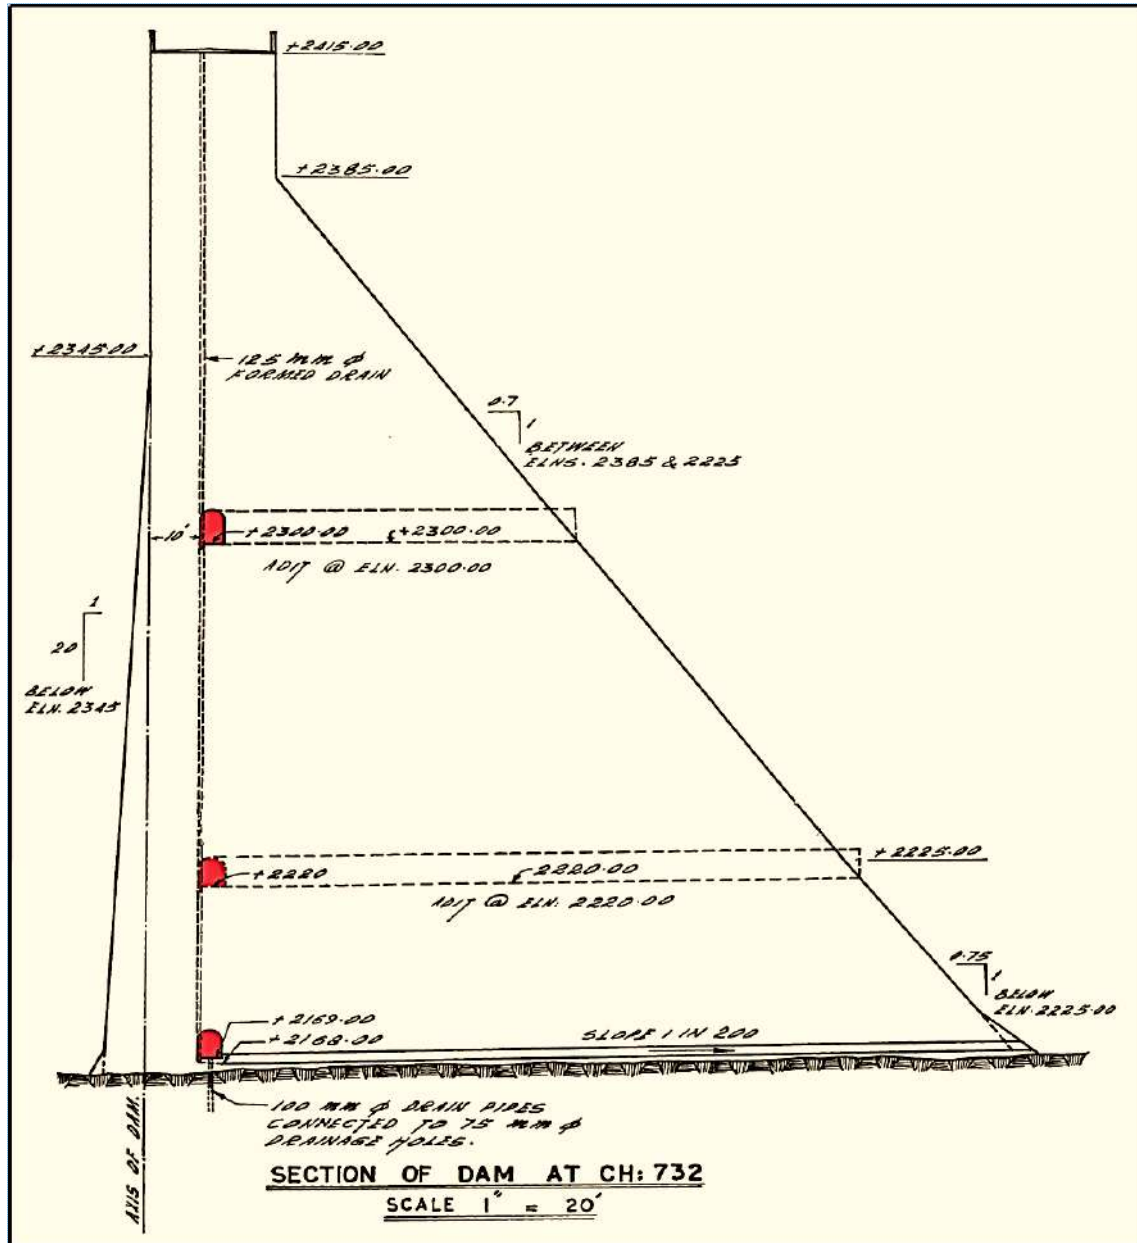 +2415.00
+2385.00
+2345.00
125 mm φ
FORMED DRAIN
0.7
1
BETWEEN
ELNS. 2385 & 2225
10'
+2300.00
+2300.00
ADIT @ ELN. 2300.00
1
20
BELOW
ELN. 2345
+2225.00
+2220
2220.00
ADIT @ ELN. 2220.00
0.75
1
BELOW
ELN. 2225.00
+2169.00
+2168.00
SLOPE 1 IN 200
100 mm φ DRAIN PIPES
CONNECTED TO 75 mm φ
DRAINAGE HOLES.
AXIS OF DAM.
SECTION OF DAM AT CH: 732
SCALE 1" = 20'